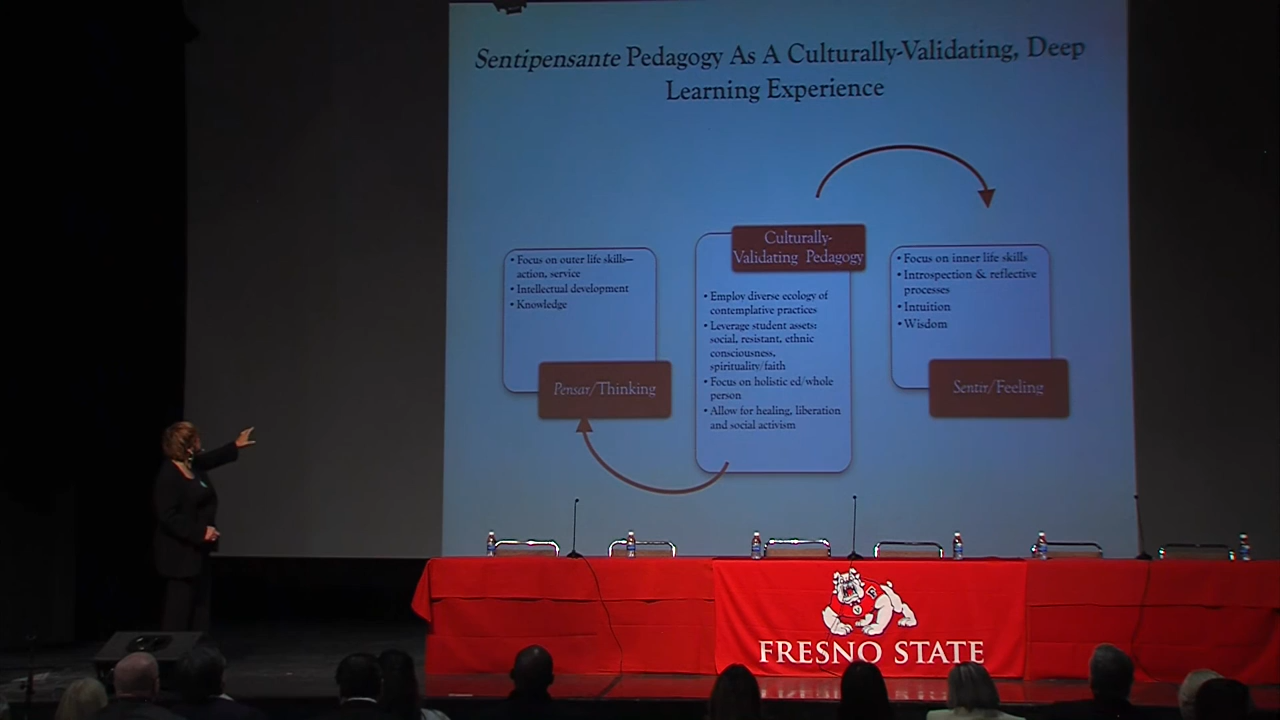 Sentipensante Pedagogy As A Culturally-Validating, Deep
Learning Experience
• Focus on outer life skills—
action, service
• Intellectual development
• Knowledge
Pensar/Thinking
Culturally-
Validating Pedagogy
• Employ diverse ecology of
contemplative practices
• Leverage student assets:
social, resistant, ethnic
consciousness,
spirituality/faith
• Focus on holistic ed/whole
person
• Allow for healing, liberation
and social activism
• Focus on inner life skills
• Introspection & reflective
processes
• Intuition
• Wisdom
Sentir/Feeling
FRESNO STATE